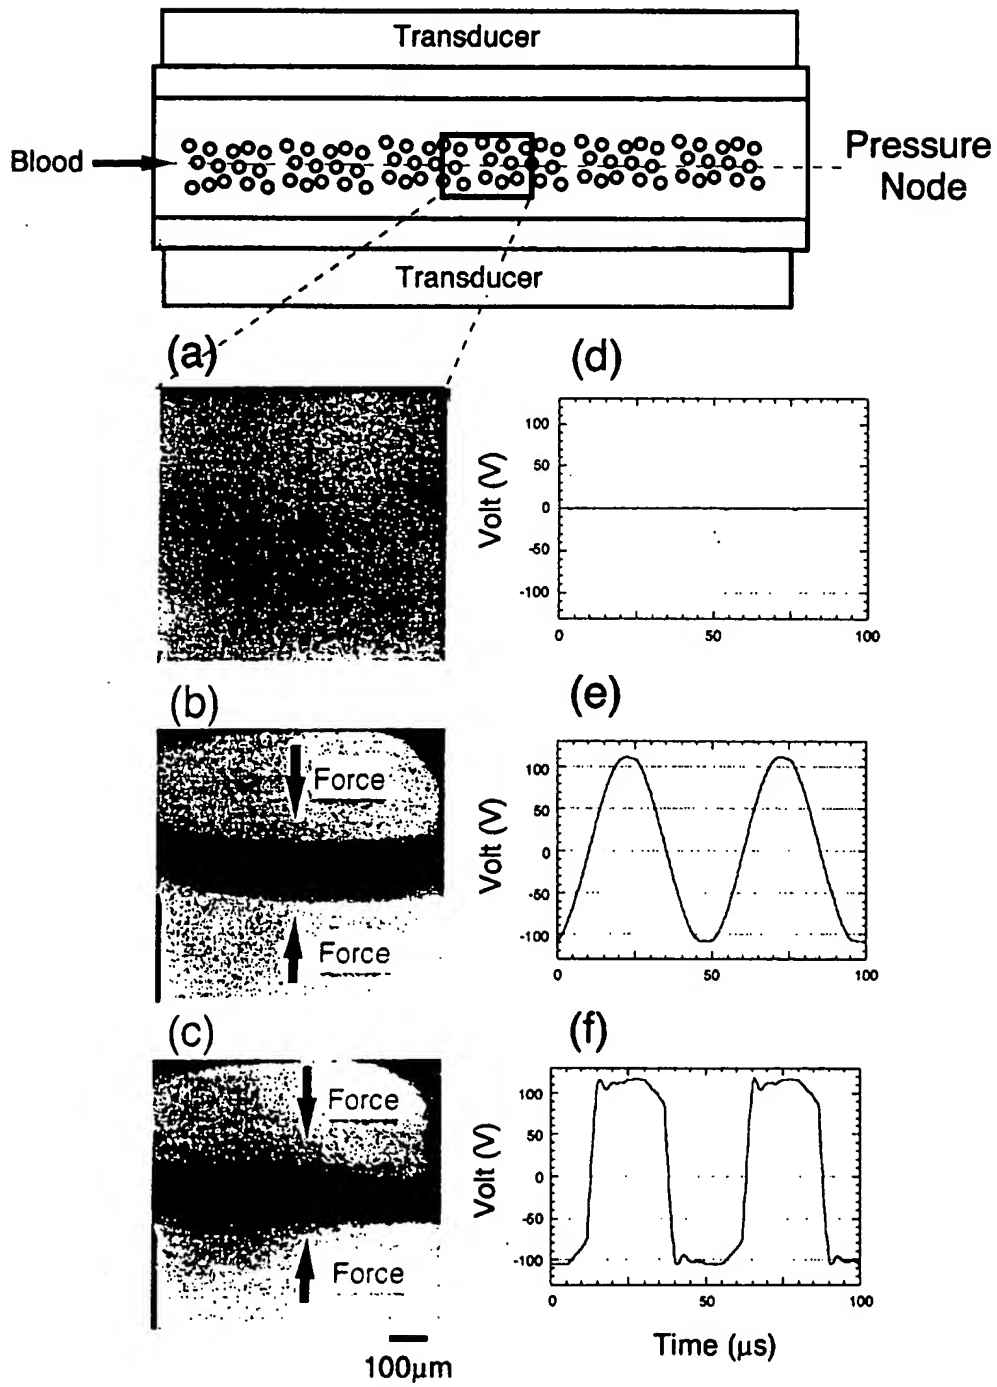 Transducer
Blood
Pressure
Node
Transducer
(a)
(d)
Volt (V)
100
50
0
-50
-100
0
50
100
(b)
Force
Force
(e)
Volt (V)
100
50
0
-50
-100
0
50
100
(c)
Force
Force
100μm
(f)
Volt (V)
100
50
0
-50
-100
0
50
100
Time (μs)